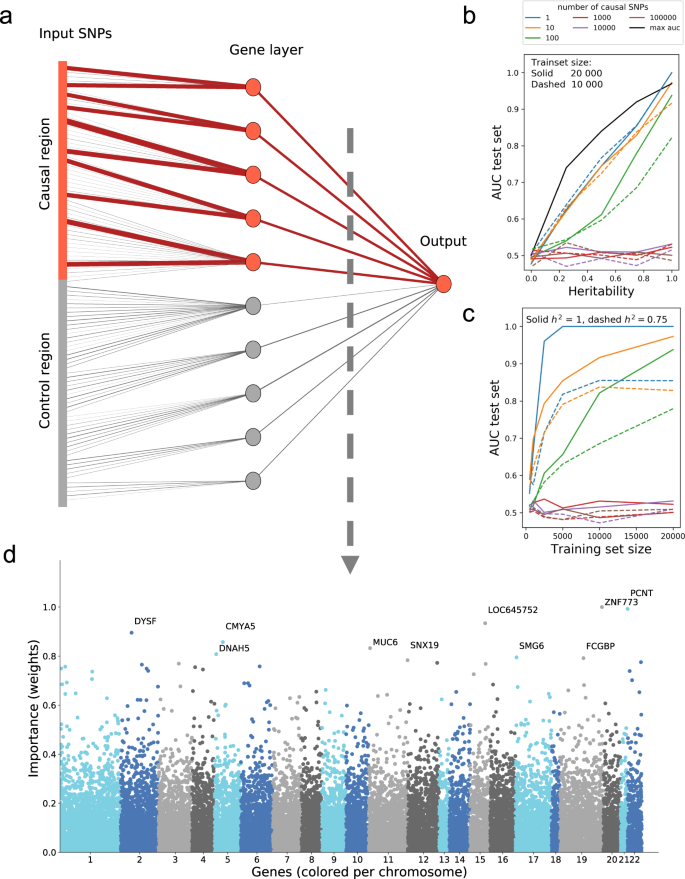 a
Input SNPs
Gene layer
Causal region
Output
Control region
b
number of causal SNPs
1
10
100
1000
10000
100000
max auc
Trainset size:
Solid 20 000
Dashed 10 000
AUC test set
1.0
0.9
0.8
0.7
0.6
0.5
0.0 0.2 0.4 0.6 0.8 1.0
Heritability
c
Solid h² = 1, dashed h² = 0.75
AUC test set
1.0
0.9
0.8
0.7
0.6
0.5
0 5000 10000 15000 20000
Training set size
d
Importance (weights)
1.0
0.8
0.6
0.4
0.2
0.0
DYSF
CMYA5
DNAH5
MUC6
SNX19
LOC645752
SMG6
FCGBP
ZNF773
PCNT
1 2 3 4 5 6 7 8 9 10 11 12 13 14 15 16 17 18 19 20 21 22
Genes (colored per chromosome)